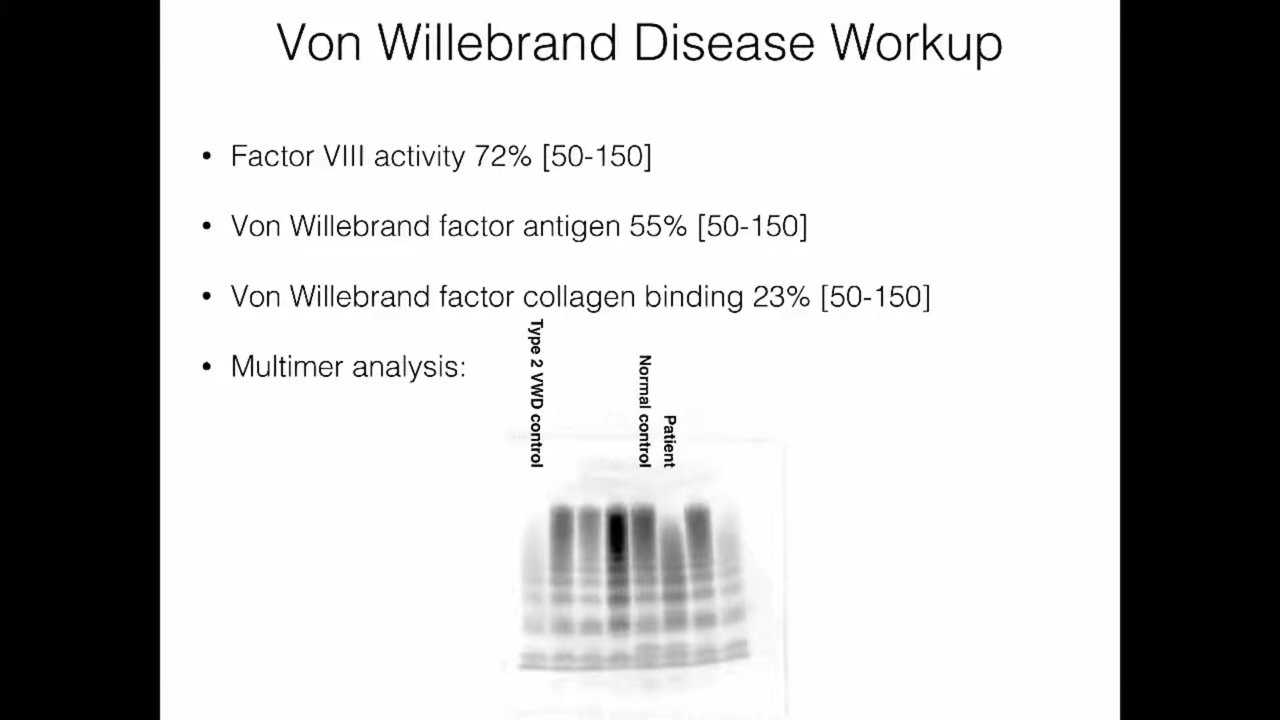 Von Willebrand Disease Workup
• Factor VIII activity 72% [50-150]
• Von Willebrand factor antigen 55% [50-150]
• Von Willebrand factor collagen binding 23% [50-150]
• Multimer analysis:
Type 2 VWD control
Normal control
Patient